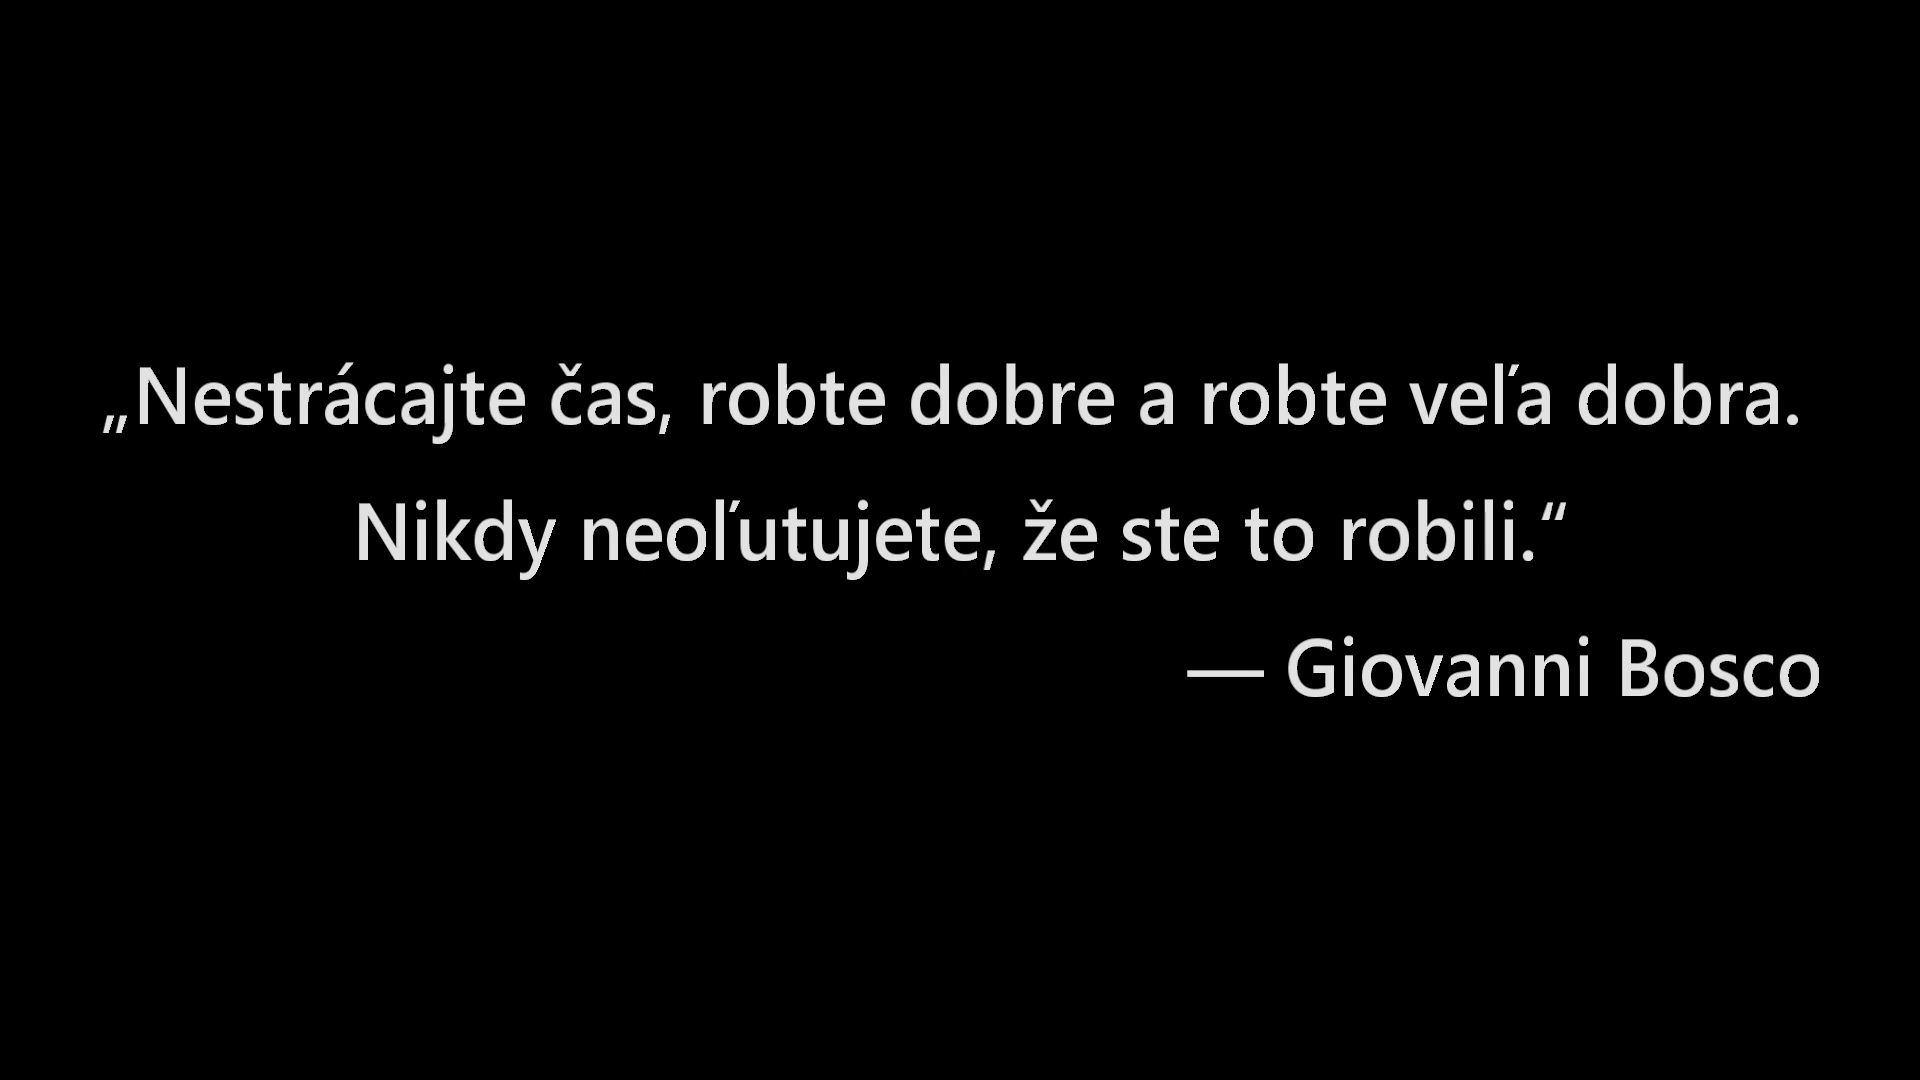 „Nestrácajte čas, robte dobre a robte veľa dobra.
Nikdy neoľutujete, že ste to robili.“
— Giovanni Bosco